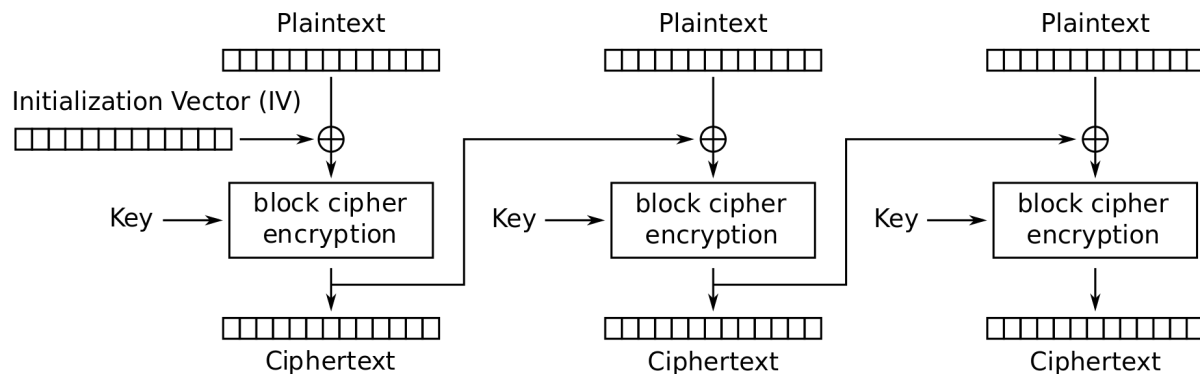 Plaintext
Plaintext
Plaintext
Initialization Vector (IV)
Key
block cipher
encryption
Key
block cipher
encryption
Key
block cipher
encryption
Ciphertext
Ciphertext
Ciphertext